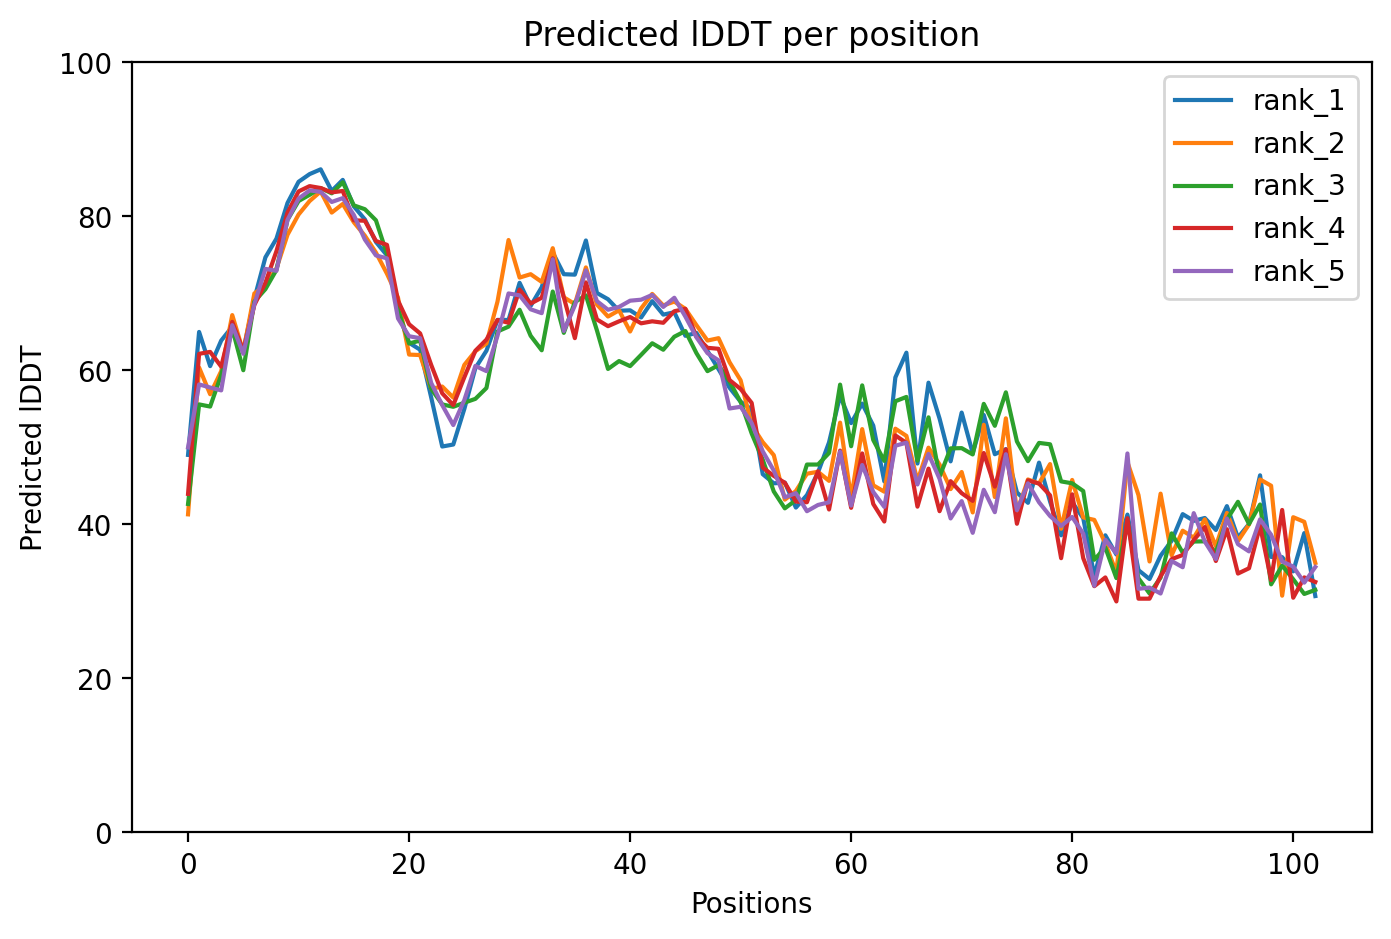 Predicted lDDT per position
100
80
60
40
20
0
Predicted lDDT
0 20 40 60 80 100
Positions
rank_1
rank_2
rank_3
rank_4
rank_5